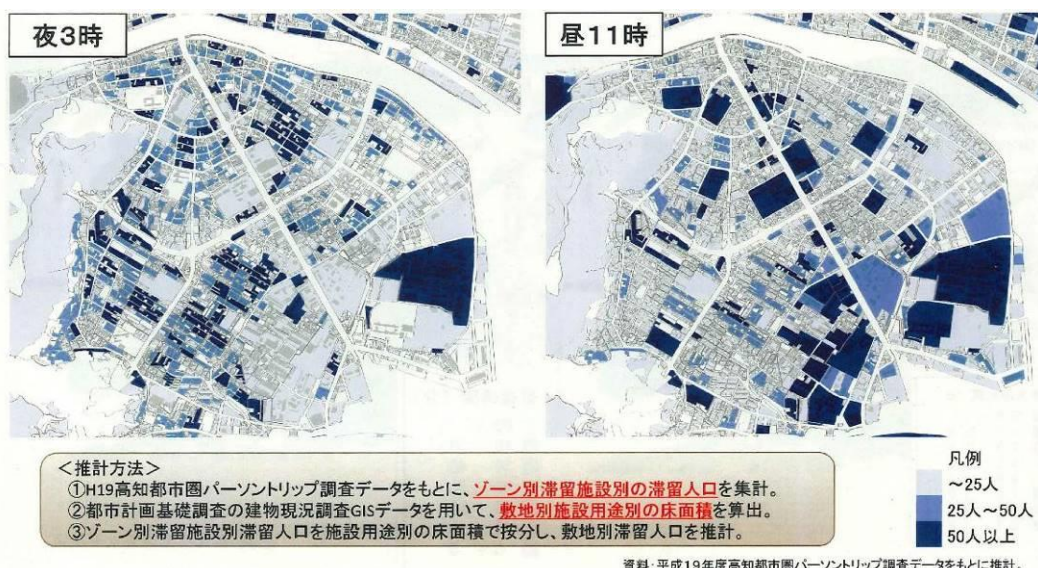 夜3時
昼11時
<推計方法>
①H19高知都市圏パーソントリップ調査データをもとに、ゾーン別滞留施設別の滞留人口を集計。
②都市計画基礎調査の建物現況調査GISデータを用いて、敷地別施設用途別の床面積を算出。
③ゾーン別滞留施設別滞留人口を施設用途別の床面積で按分し、敷地別滞留人口を推計。
凡例
~25人
25人~50人
50人以上
資料:平成19年度高知都市圏パーソントリップ調査データをもとに推計。